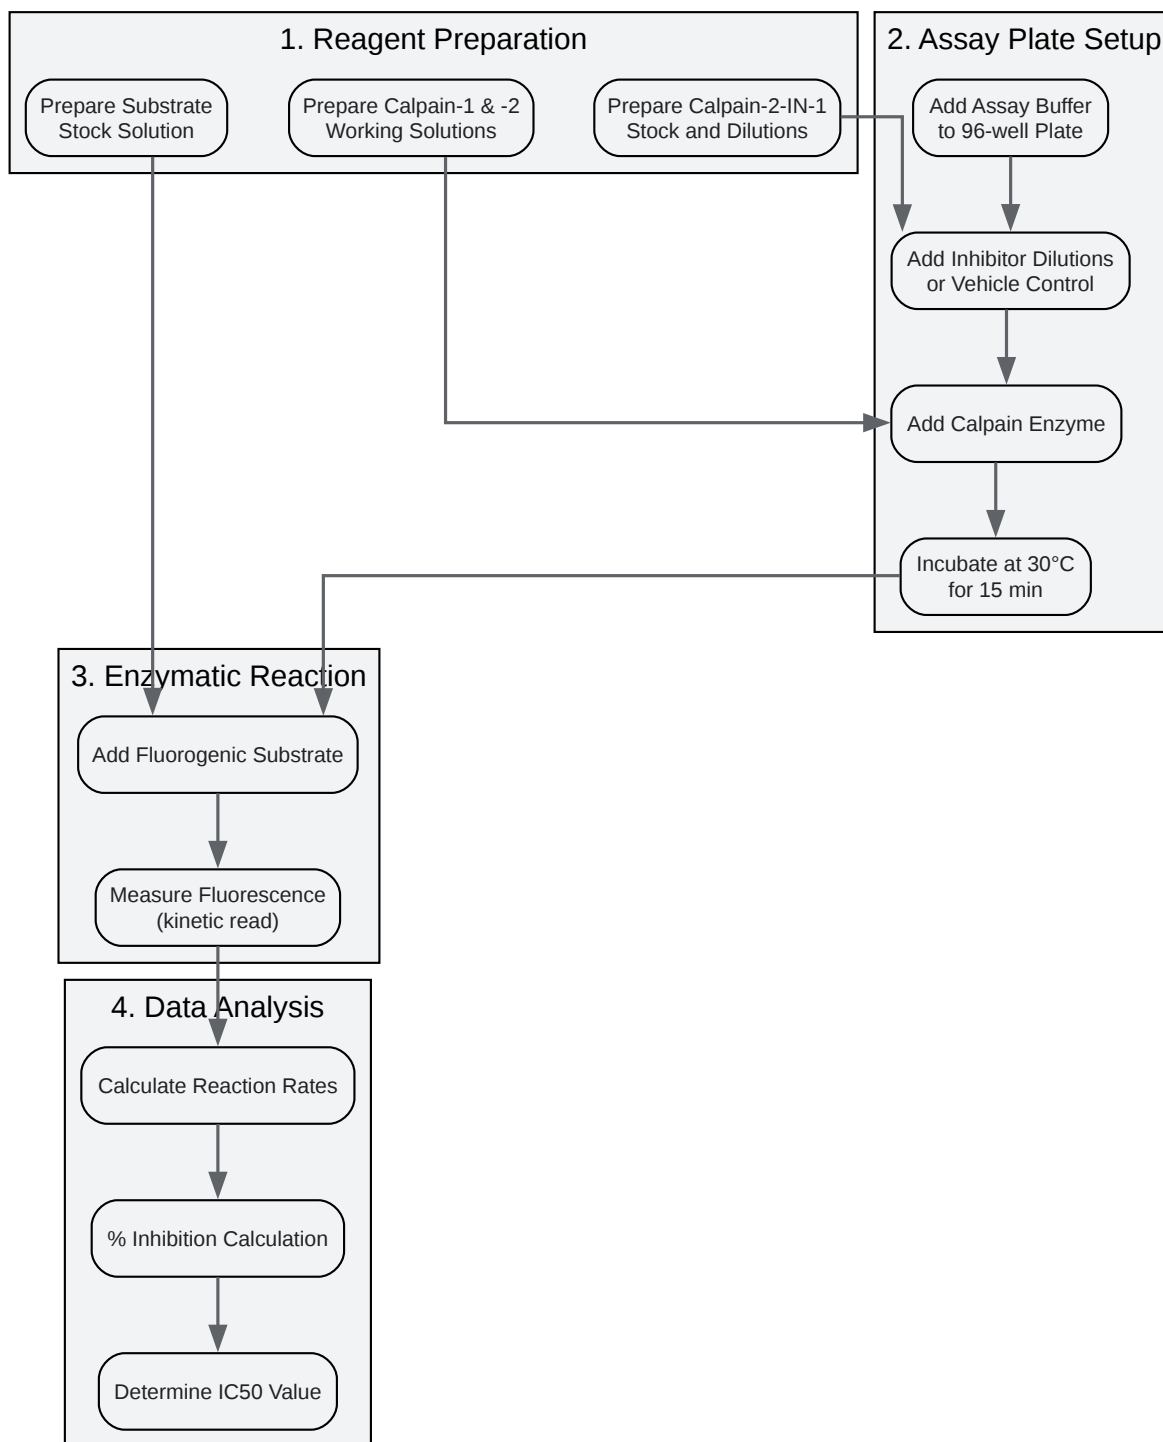 1. Reagent Preparation
Prepare Substrate
Stock Solution
Prepare Calpain-1 & -2
Working Solutions
Prepare Calpain-2-IN-1
Stock and Dilutions
2. Assay Plate Setup
Add Assay Buffer
to 96-well Plate
Add Inhibitor Dilutions
or Vehicle Control
Add Calpain Enzyme
Incubate at 30°C
for 15 min
3. Enzymatic Reaction
Add Fluorogenic Substrate
Measure Fluorescence
(kinetic read)
4. Data Analysis
Calculate Reaction Rates
% Inhibition Calculation
Determine IC50 Value